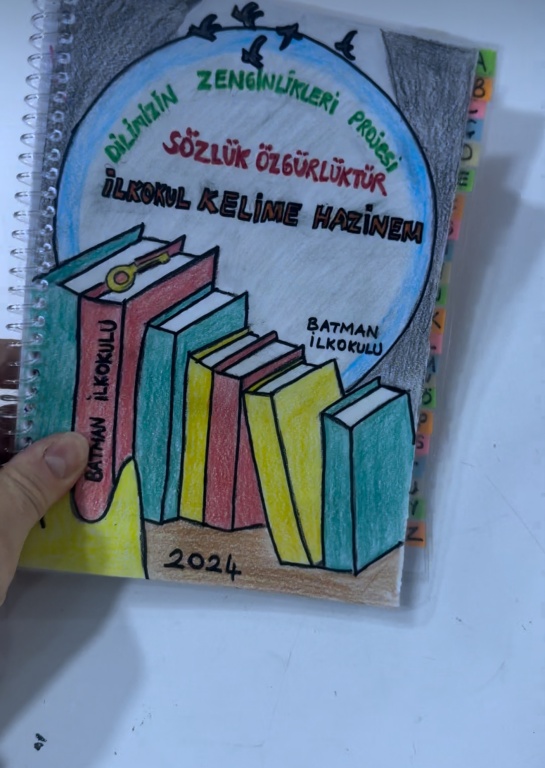 DİLİMİZİN ZENGİNLİKLERİ PROJESİ
SÖZLÜK ÖZGÜRLÜKTÜR
İLKOKUL KELİME HAZİNEM
BATMAN
İLKOKULU
BATMAN İLKOKULU
2024
A
B
D
E
Ö
P
S
Z